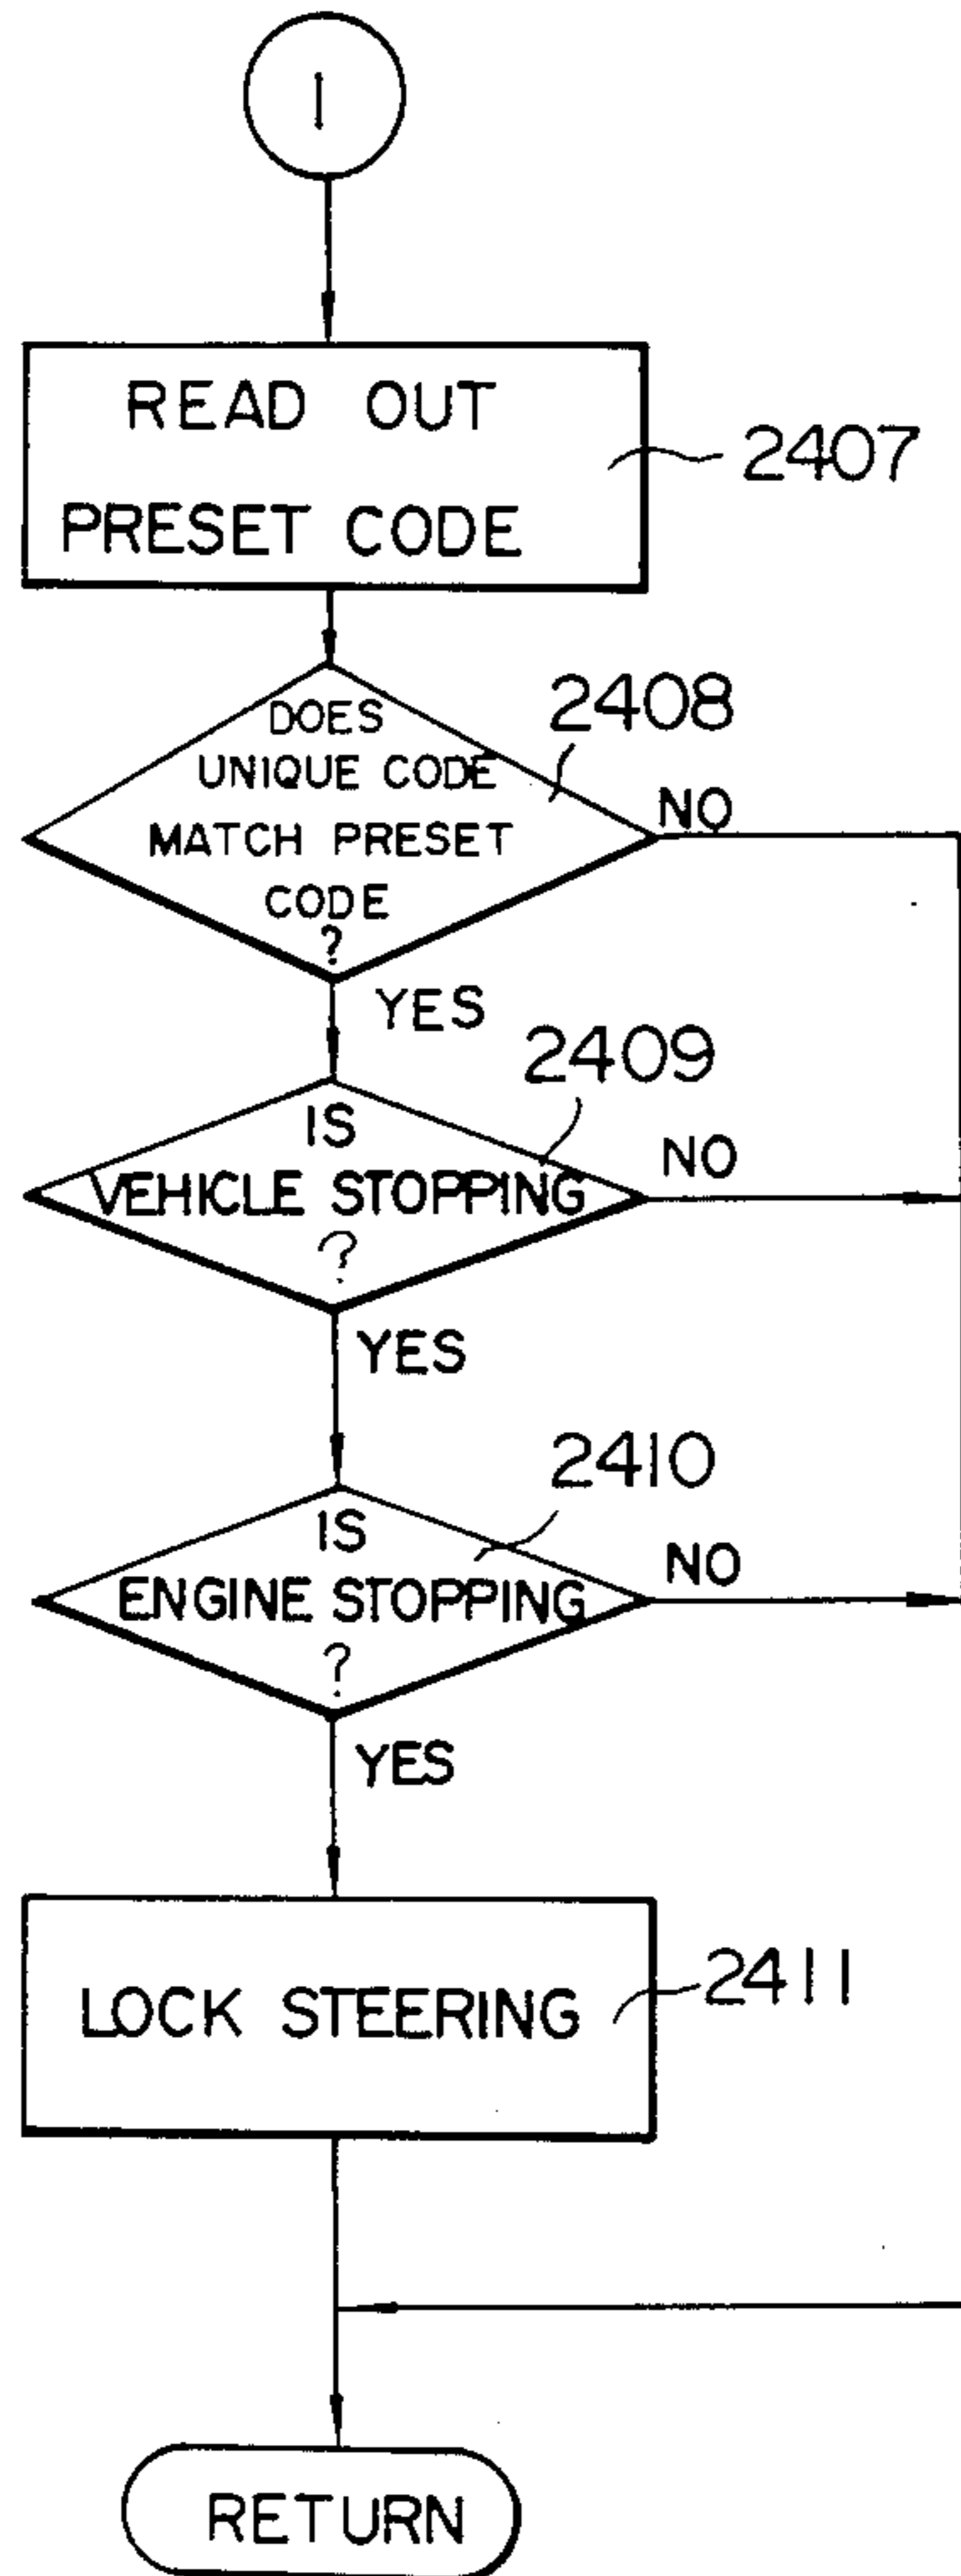 1
READ OUT
PRESET CODE
2407
DOES
UNIQUE CODE
MATCH PRESET
CODE
?
2408
NO
YES
IS
VEHICLE STOPPING
?
2409
NO
YES
IS
ENGINE STOPPING
?
2410
NO
YES
LOCK STEERING
2411
RETURN